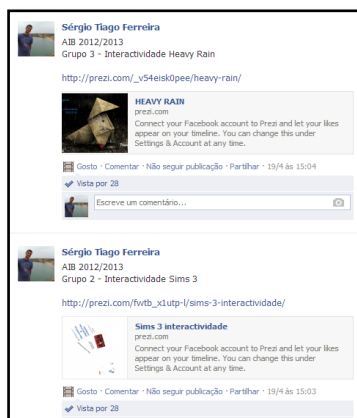 Sérgio Tiago Ferreira
AIB 2012/2013
Grupo 3 - Interactividade Heavy Rain
http://prezi.com/_v54eisk0pee/heavy-rain/
HEAVY RAIN
prezi.com
Connect your Facebook account to Prezi and let your likes
appear on your timeline. You can change this under
Settings & Account at any time.
Gosto · Comentar · Não seguir publicação · Partilhar · 19/4 às 15:04
Vista por 28
Escreve um comentário...
Sérgio Tiago Ferreira
AIB 2012/2013
Grupo 2 - Interactividade Sims 3
http://prezi.com/fwtb_x1utp-l/sims-3-interactividade/
Sims 3 interactividade
prezi.com
Connect your Facebook account to Prezi and let your likes
appear on your timeline. You can change this under
Settings & Account at any time.
Gosto · Comentar · Não seguir publicação · Partilhar · 19/4 às 15:03
Vista por 28